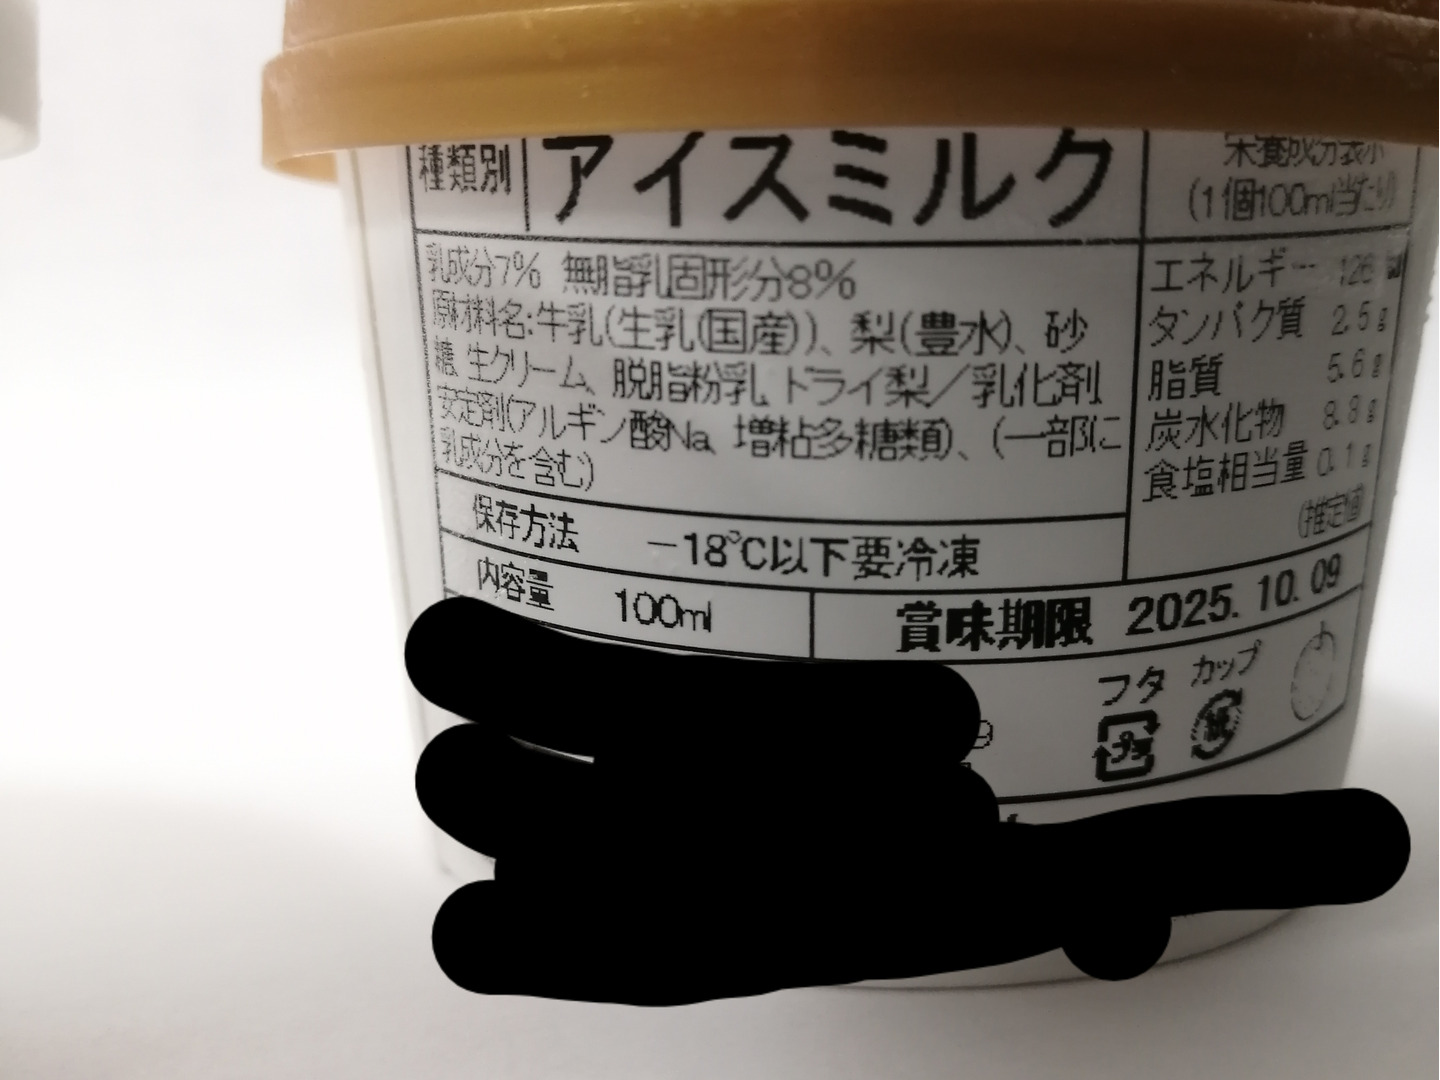 種類別 アイスミルク
栄養成分表示
(1個100ml当たり)
乳成分7% 無脂乳固形分8%
原材料名:牛乳(生乳(国産))、梨(豊水)、砂
糖、生クリーム、脱脂粉乳、ドライ梨/乳化剤
安定剤(アルギン酸Na、増粘多糖類)、(一部に
乳成分を含む)
エネルギー 126
タンパク質 2.5g
脂質 5.6g
炭水化物 8.8g
食塩相当量 0.1g
(推定値)
保存方法 -18℃以下要冷凍
内容量 100ml
賞味期限 2025.10.09
フタ カップ
プラ 紙
9